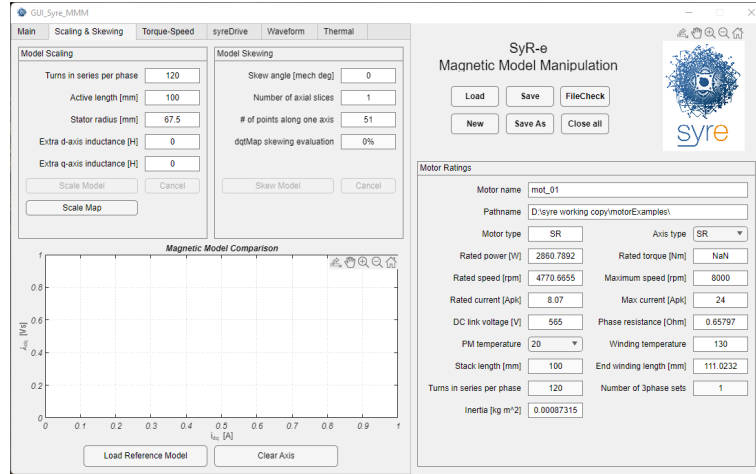 GUI_Syre_MMM
Main Scaling & Skewing Torque-Speed syreDrive Waveform Thermal
Model Scaling
Turns in series per phase 120
Active length [mm] 100
Stator radius [mm] 67.5
Extra d-axis inductance [H] 0
Extra q-axis inductance [H] 0
Scale Model Cancel
Scale Map
Model Skewing
Skew angle [mech deg] 0
Number of axial slices 1
# of points along one axis 51
dqtMap skewing evaluation 0%
Skew Model Cancel
SyR-e
Magnetic Model Manipulation
Load Save FileCheck
New Save As Close all
syre
Magnetic Model Comparison
1
0.8
0.6
0.4
0.2
0
λdq [Vs]
0 0.1 0.2 0.3 0.4 0.5 0.6 0.7 0.8 0.9 1
idq [A]
Load Reference Model Clear Axis
Motor Ratings
Motor name mot_01
Pathname D:\syre working copy\motorExamples\
Motor type SR Axis type SR
Rated power [W] 2860.7892 Rated torque [Nm] NaN
Rated speed [rpm] 4770.6655 Maximum speed [rpm] 8000
Rated current [Apk] 8.07 Max current [Apk] 24
DC link voltage [V] 565 Phase resistance [Ohm] 0.65797
PM temperature 20 Winding temperature 130
Stack length [mm] 100 End winding length [mm] 111.0232
Turns in series per phase 120 Number of 3phase sets 1
Inertia [kg m^2] 0.00087315